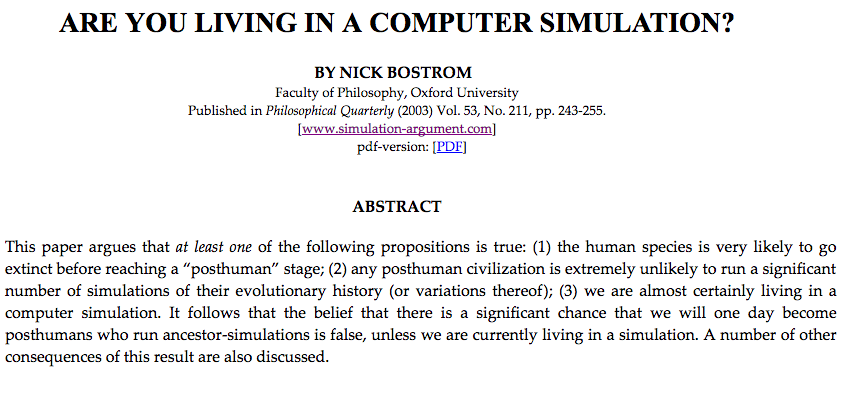 ARE YOU LIVING IN A COMPUTER SIMULATION?
BY NICK BOSTROM
Faculty of Philosophy, Oxford University
Published in Philosophical Quarterly (2003) Vol. 53, No. 211, pp. 243-255.
[www.simulation-argument.com]
pdf-version: [PDF]
ABSTRACT
This paper argues that at least one of the following propositions is true: (1) the human species is very likely to go
extinct before reaching a “posthuman” stage; (2) any posthuman civilization is extremely unlikely to run a significant
number of simulations of their evolutionary history (or variations thereof); (3) we are almost certainly living in a
computer simulation. It follows that the belief that there is a significant chance that we will one day become
posthumans who run ancestor-simulations is false, unless we are currently living in a simulation. A number of other
consequences of this result are also discussed.